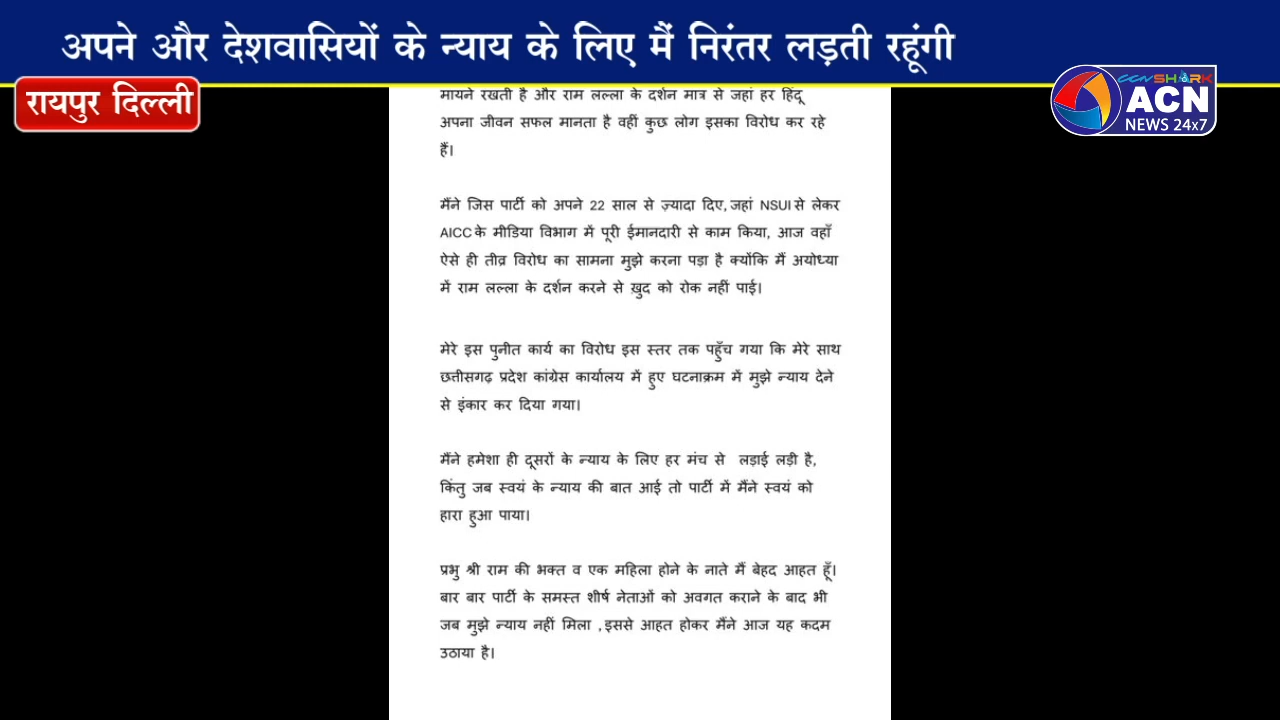 अपने और देशवासियों के न्याय के लिए मैं निरंतर लड़ती रहूंगी
रायपुर दिल्ली
CCN SHARK
ACN
NEWS 24x7
मायने रखती है और राम लल्ला के दर्शन मात्र से जहां हर हिंदू
अपना जीवन सफल मानता है वहीं कुछ लोग इसका विरोध कर रहे
हैं।
मैंने जिस पार्टी को अपने 22 साल से ज़्यादा दिए, जहां NSUI से लेकर
AICC के मीडिया विभाग में पूरी ईमानदारी से काम किया, आज वहाँ
ऐसे ही तीव्र विरोध का सामना मुझे करना पड़ा है क्योंकि मैं अयोध्या
में राम लल्ला के दर्शन करने से ख़ुद को रोक नहीं पाई।
मेरे इस पुनीत कार्य का विरोध इस स्तर तक पहुँच गया कि मेरे साथ
छत्तीसगढ़ प्रदेश कांग्रेस कार्यालय में हुए घटनाक्रम में मुझे न्याय देने
से इंकार कर दिया गया।
मैंने हमेशा ही दूसरों के न्याय के लिए हर मंच से लड़ाई लड़ी है,
किंतु जब स्वयं के न्याय की बात आई तो पार्टी में मैंने स्वयं को
हारा हुआ पाया।
प्रभु श्री राम की भक्त व एक महिला होने के नाते मैं बेहद आहत हूँ।
बार बार पार्टी के समस्त शीर्ष नेताओं को अवगत कराने के बाद भी
जब मुझे न्याय नहीं मिला , इससे आहत होकर मैंने आज यह कदम
उठाया है।